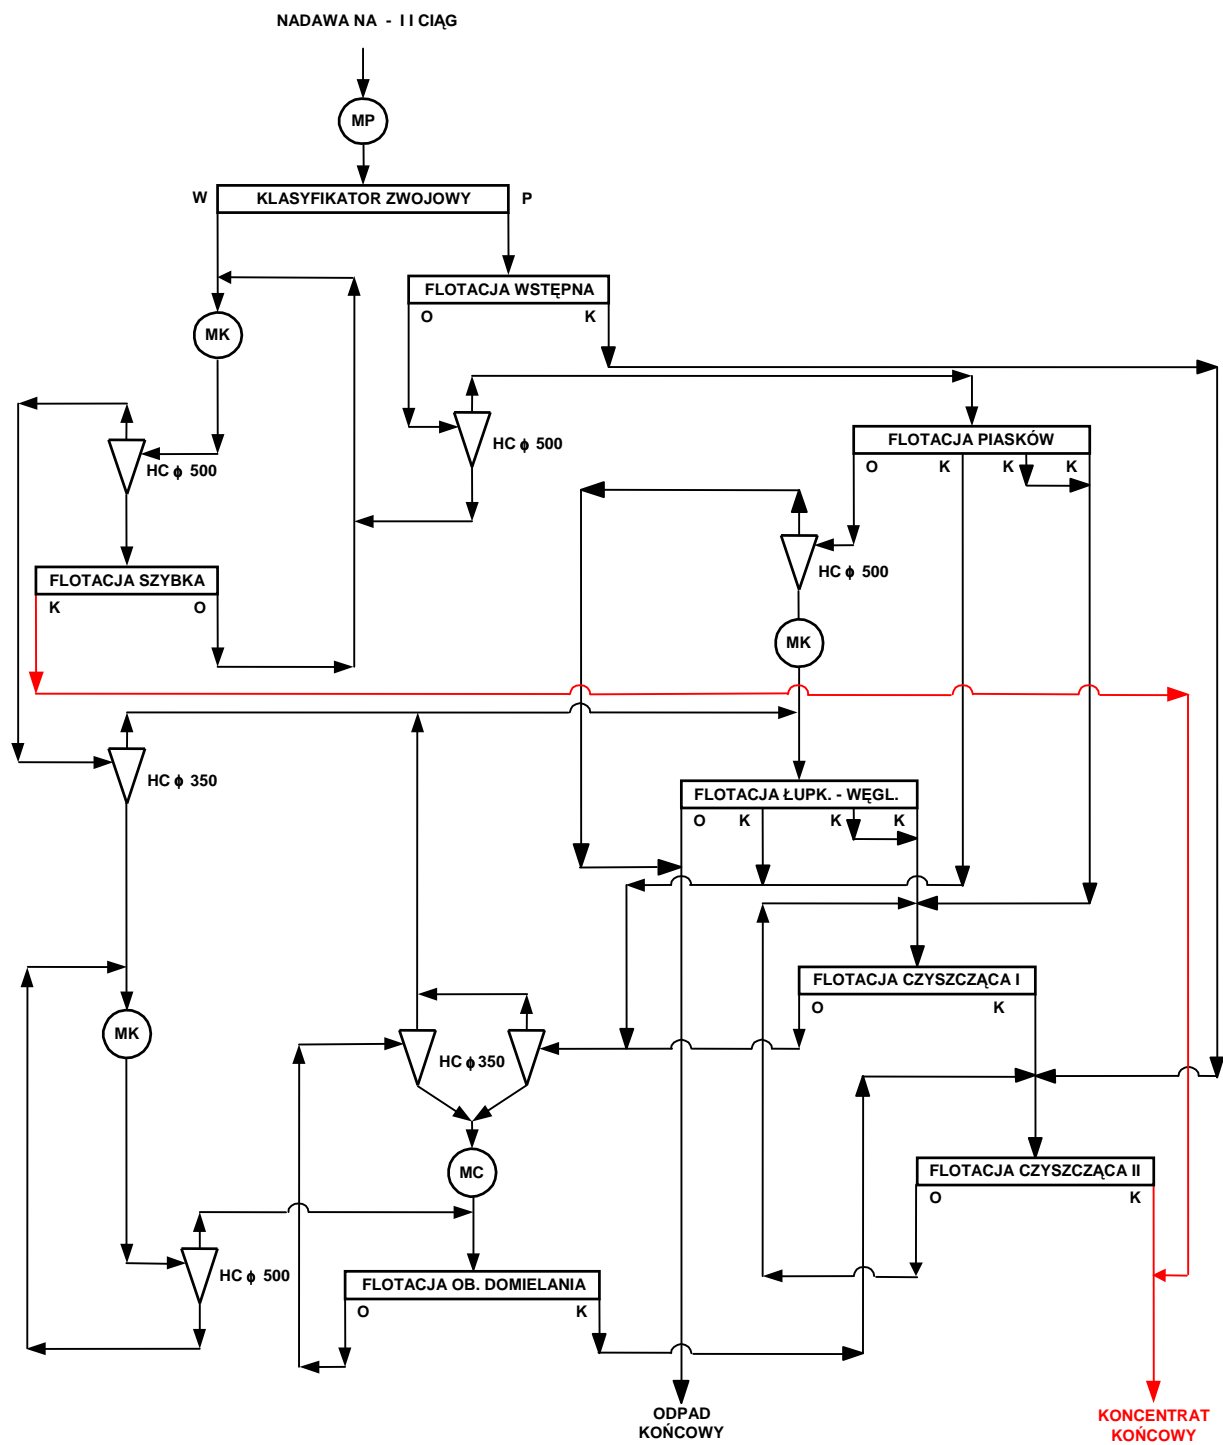 NADAWA NA - I I CIĄG
MP
W KLASYFIKATOR ZWOJOWY P
FLOTACJA WSTĘPNA
O K
MK
HC ϕ 500
FLOTACJA PIASKÓW
HC ϕ 500
O K K K
FLOTACJA SZYBKA
HC ϕ 500
K O
MK
HC ϕ 350
FLOTACJA ŁUPK. - WĘGL.
O K K K
FLOTACJA CZYSZCZĄCA I
O K
MK
HC ϕ 350
MC
FLOTACJA CZYSZCZĄCA II
O K
HC ϕ 500
FLOTACJA OB. DOMIELANIA
O K
ODPAD
KOŃCOWY
KONCENTRAT
KOŃCOWY